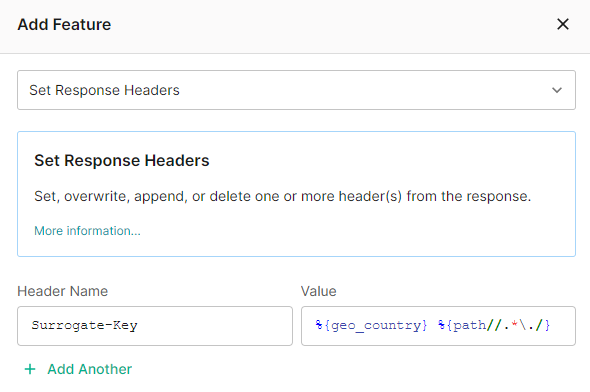 Add Feature
Set Response Headers
Set Response Headers
Set, overwrite, append, or delete one or more header(s) from the response.
More information...
Header Name Value
Surrogate-Key %{geo_country} %{path//.*\./}
+ Add Another